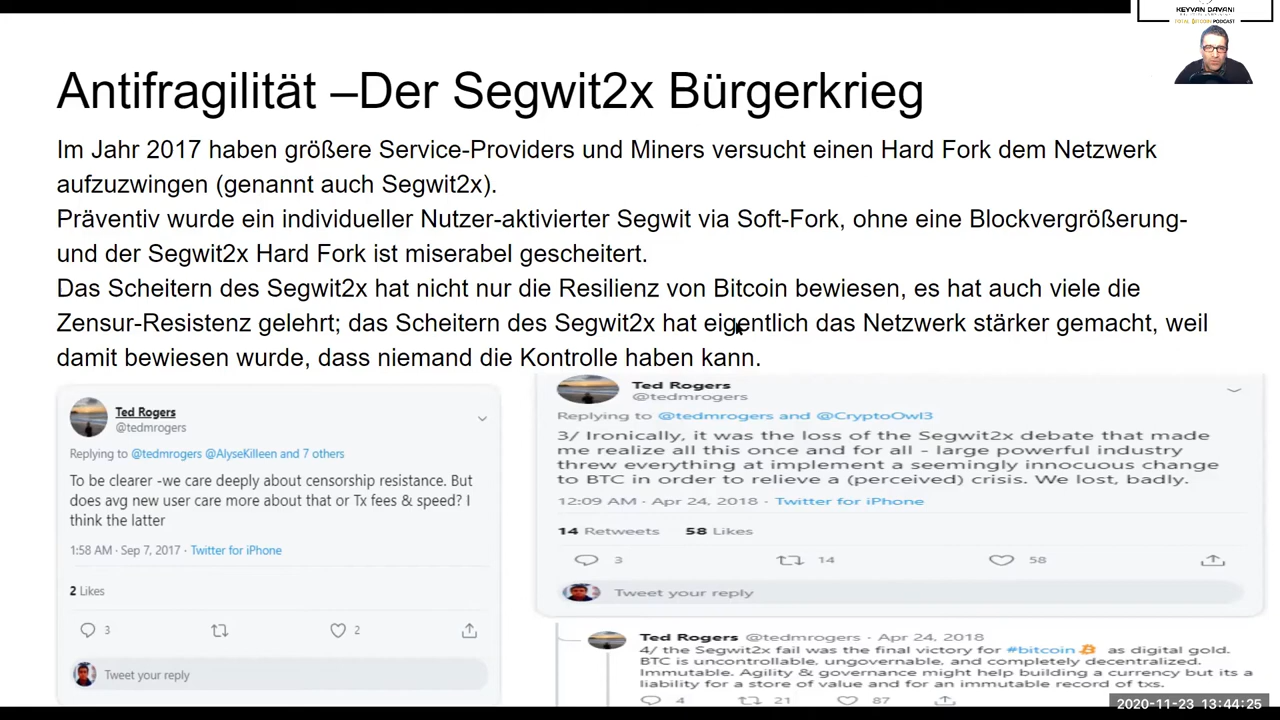 KEYVAN DAVANI
TOTAL BITCOIN PODCAST
Antifragilität –Der Segwit2x Bürgerkrieg
Im Jahr 2017 haben größere Service-Providers und Miners versucht einen Hard Fork dem Netzwerk
aufzuzwingen (genannt auch Segwit2x).
Präventiv wurde ein individueller Nutzer-aktivierter Segwit via Soft-Fork, ohne eine Blockvergrößerung-
und der Segwit2x Hard Fork ist miserabel gescheitert.
Das Scheitern des Segwit2x hat nicht nur die Resilienz von Bitcoin bewiesen, es hat auch viele die
Zensur-Resistenz gelehrt; das Scheitern des Segwit2x hat eigentlich das Netzwerk stärker gemacht, weil
damit bewiesen wurde, dass niemand die Kontrolle haben kann.
Ted Rogers
@tedmrogers
Replying to @tedmrogers @AlyseKilleen and 7 others
To be clearer -we care deeply about censorship resistance. But
does avg new user care more about that or Tx fees & speed? I
think the latter
1:58 AM · Sep 7, 2017 · Twitter for iPhone
2 Likes
3 2
Tweet your reply
Ted Rogers
@tedmrogers
Replying to @tedmrogers and @CryptoOwl3
3/ Ironically, it was the loss of the Segwit2x debate that made
me realize all this once and for all - large powerful industry
threw everything at implement a seemingly innocuous change
to BTC in order to relieve a (perceived) crisis. We lost, badly.
12:09 AM · Apr 24, 2018 · Twitter for iPhone
14 Retweets 58 Likes
3 14 58
Tweet your reply
Ted Rogers @tedmrogers · Apr 24, 2018
4/ the Segwit2x fail was the final victory for #bitcoin as digital gold.
BTC is uncontrollable, ungovernable, and completely decentralized.
Immutable. Agility & governance might help building a currency but its a
liability for a store of value and for an immutable record of txs.
4 21 87
2020-11-23 13:44:25